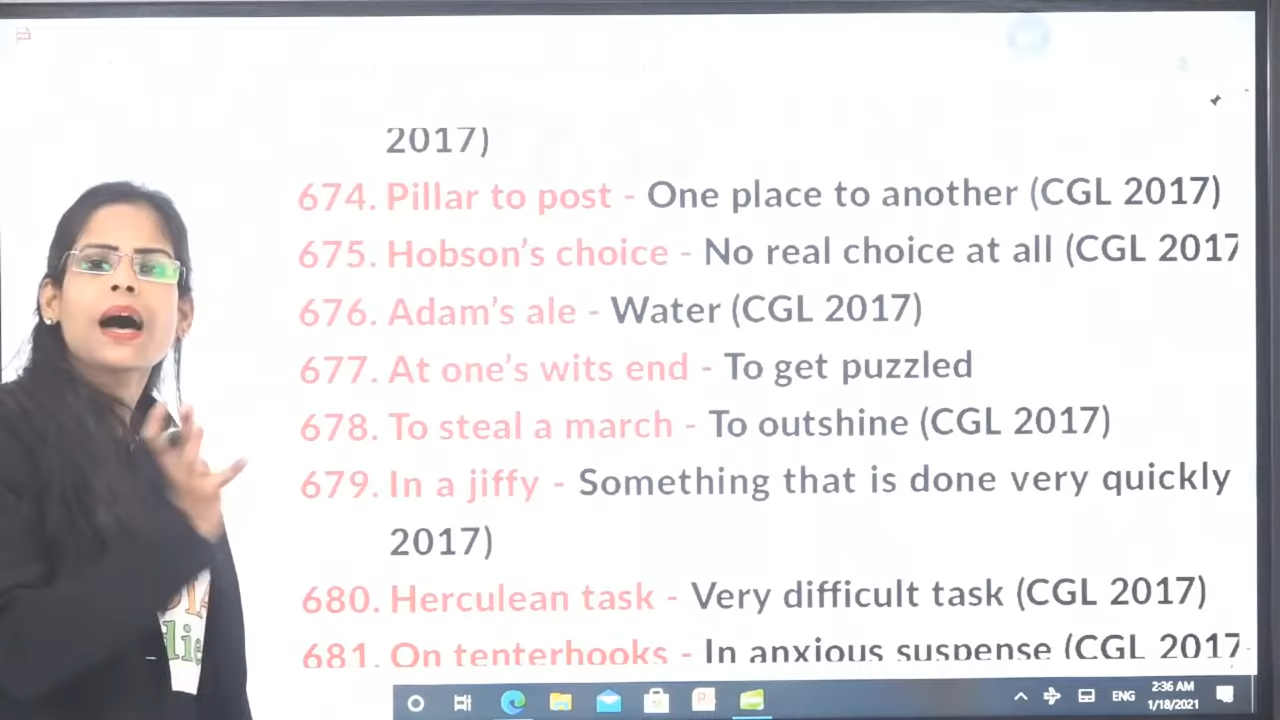 2017)
674. Pillar to post - One place to another (CGL 2017)
675. Hobson's choice - No real choice at all (CGL 2017
676. Adam's ale - Water (CGL 2017)
677. At one's wits end - To get puzzled
678. To steal a march - To outshine (CGL 2017)
679. In a jiffy - Something that is done very quickly
2017)
680. Herculean task - Very difficult task (CGL 2017)
681. On tenterhooks - In anxious suspense (CGL 2017
ENG
2:36 AM
1/18/2021